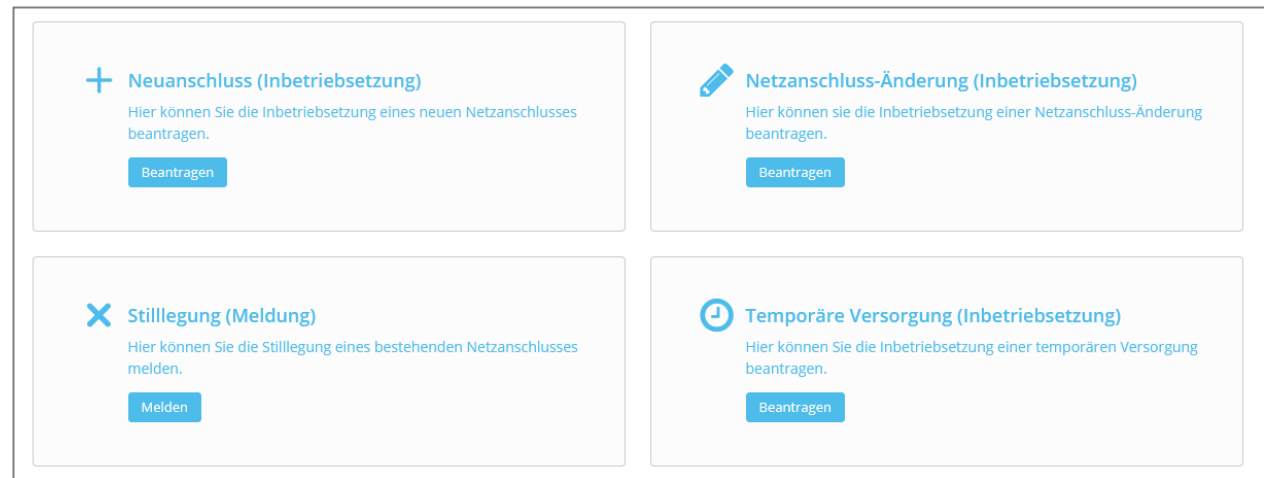 Neuanschluss (Inbetriebsetzung)
Hier können Sie die Inbetriebsetzung eines neuen Netzanschlusses
beantragen.
Beantragen
Netzanschluss-Änderung (Inbetriebsetzung)
Hier können sie die Inbetriebsetzung einer Netzanschluss-Änderung
beantragen.
Beantragen
Stilllegung (Meldung)
Hier können Sie die Stilllegung eines bestehenden Netzanschlusses
melden.
Melden
Temporäre Versorgung (Inbetriebsetzung)
Hier können Sie die Inbetriebsetzung einer temporären Versorgung
beantragen.
Beantragen